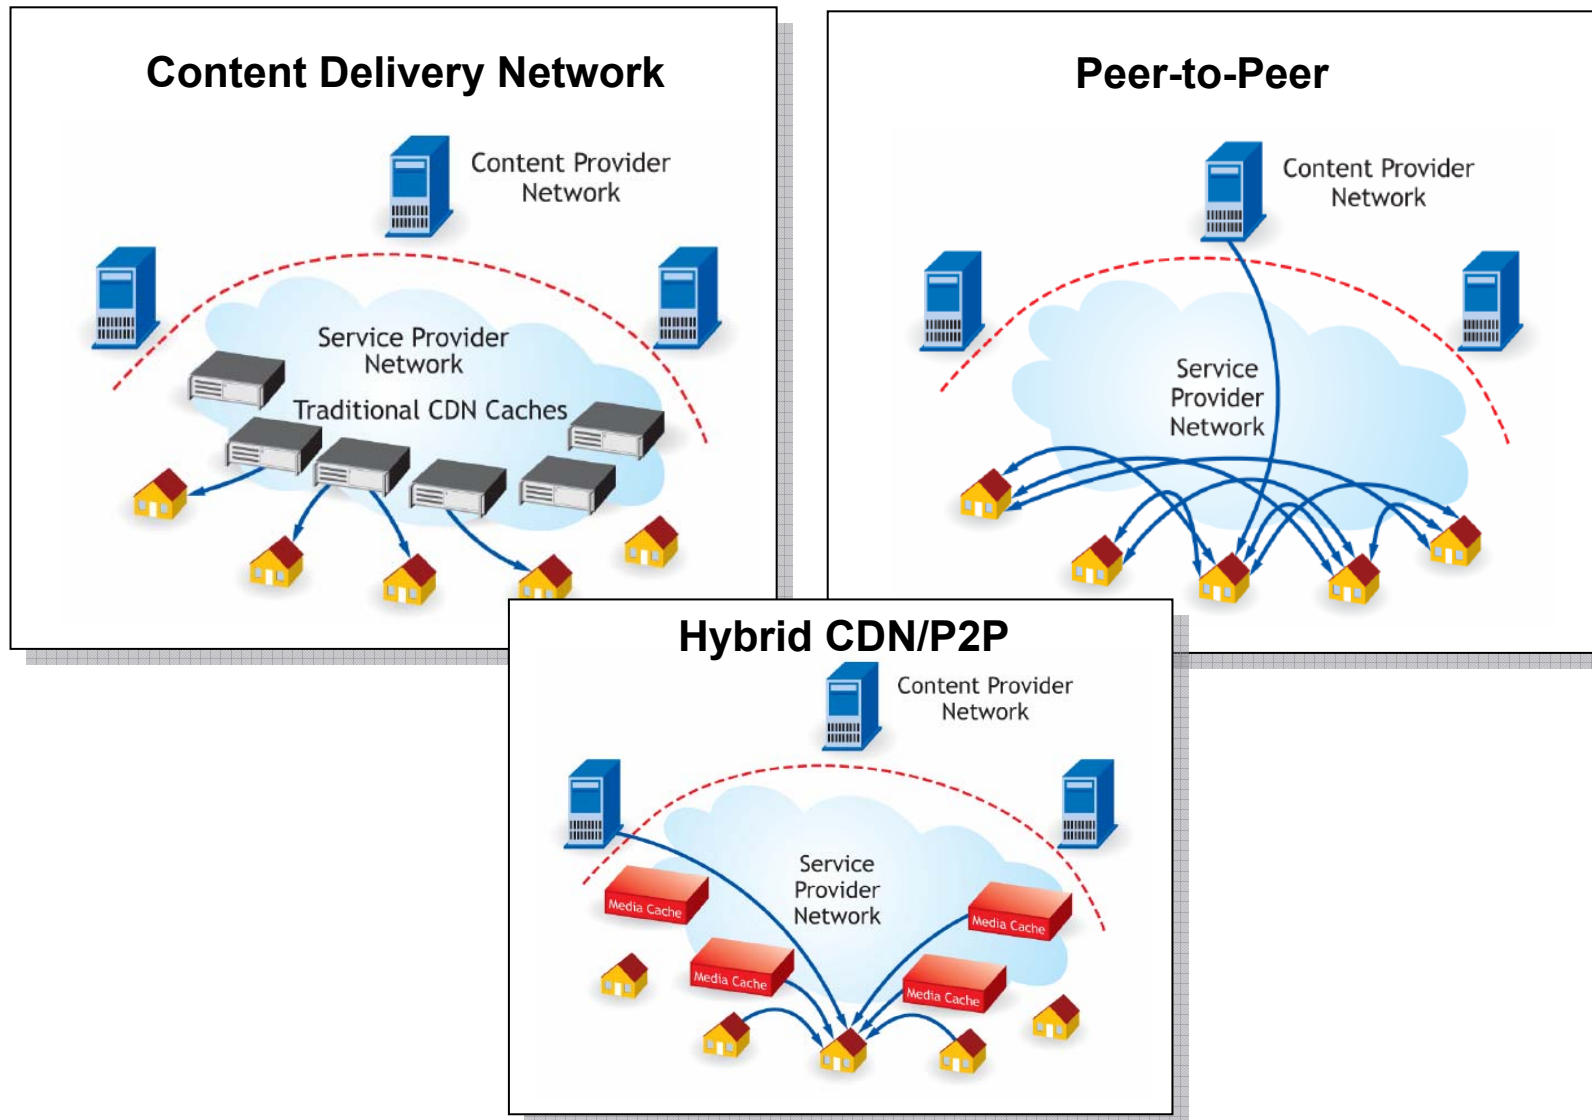 Content Delivery Network
Content Provider
Network
Service Provider
Network
Traditional CDN Caches
Peer-to-Peer
Content Provider
Network
Service
Provider
Network
Hybrid CDN/P2P
Content Provider
Network
Service
Provider
Network
Media Cache
Media Cache
Media Cache
Media Cache